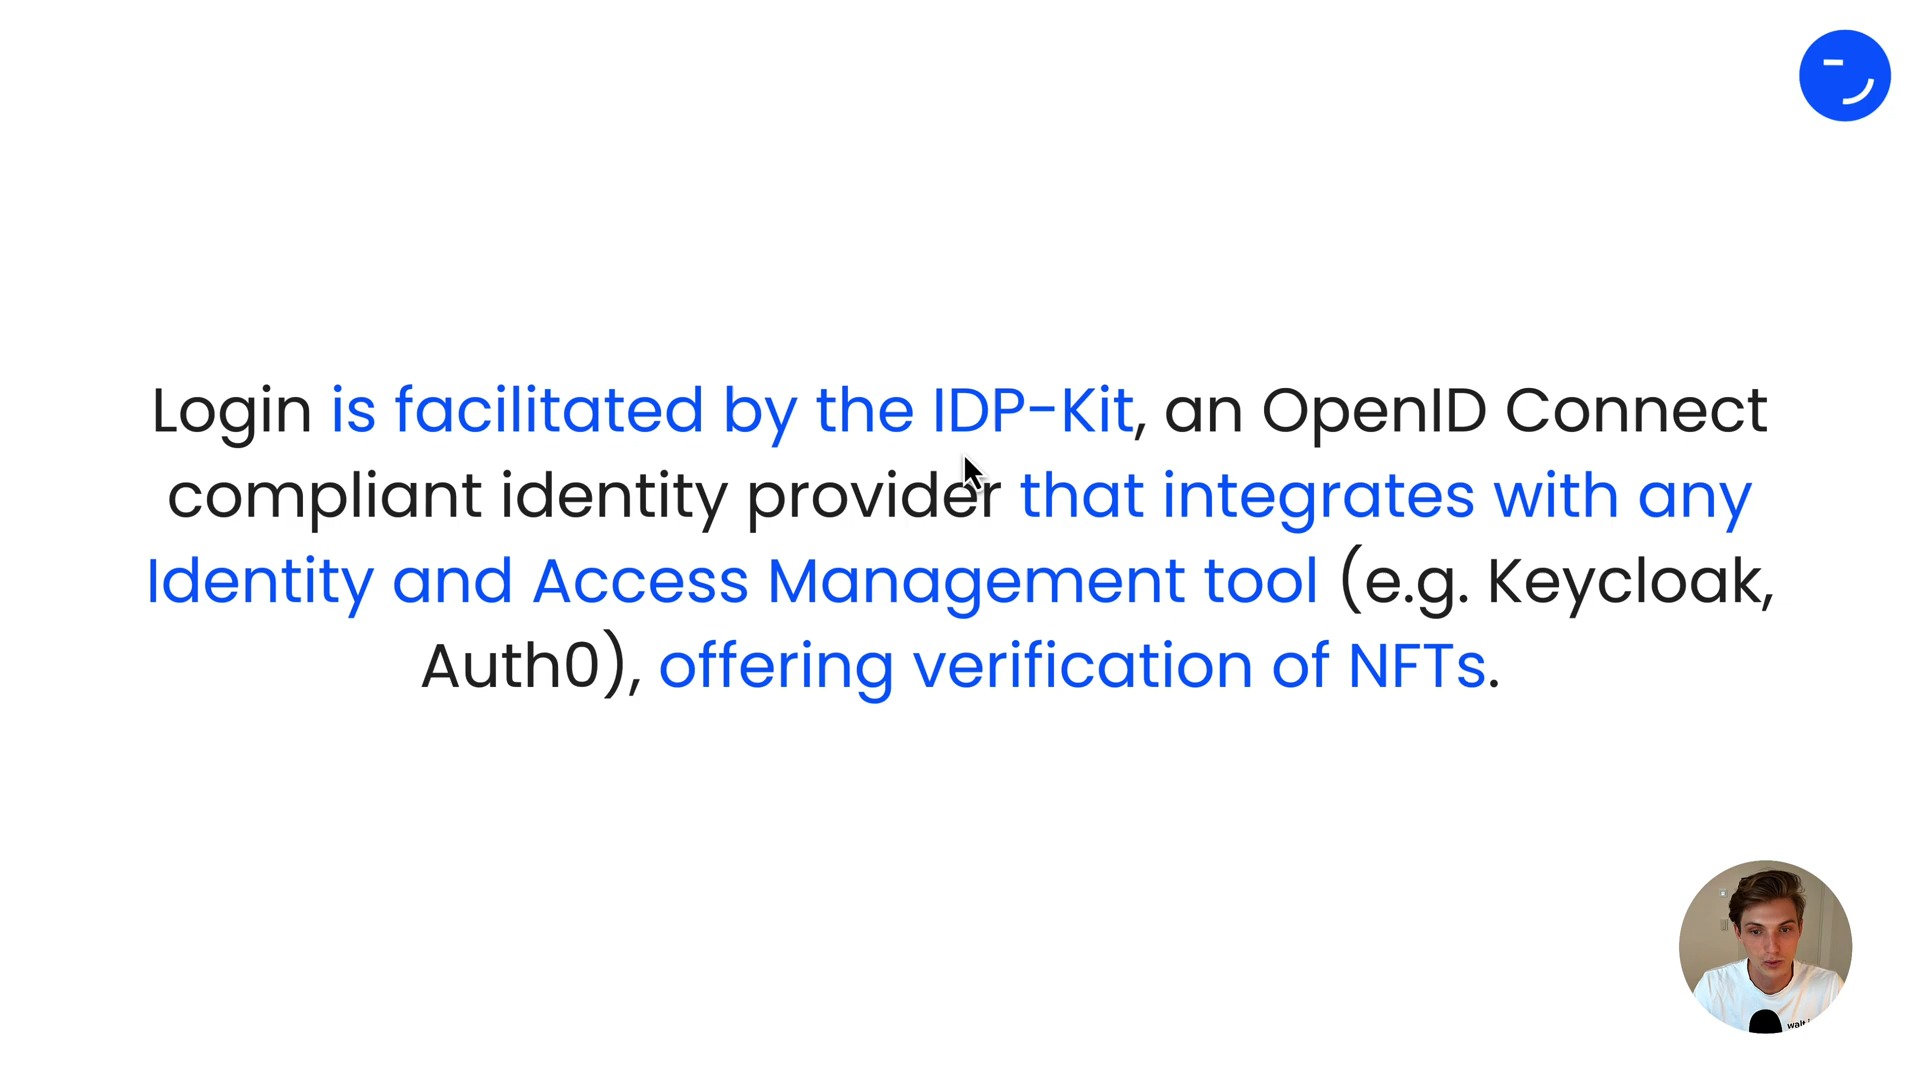 Login is facilitated by the IDP-Kit, an OpenID Connect
compliant identity provider that integrates with any
Identity and Access Management tool (e.g. Keycloak,
Auth0), offering verification of NFTs.